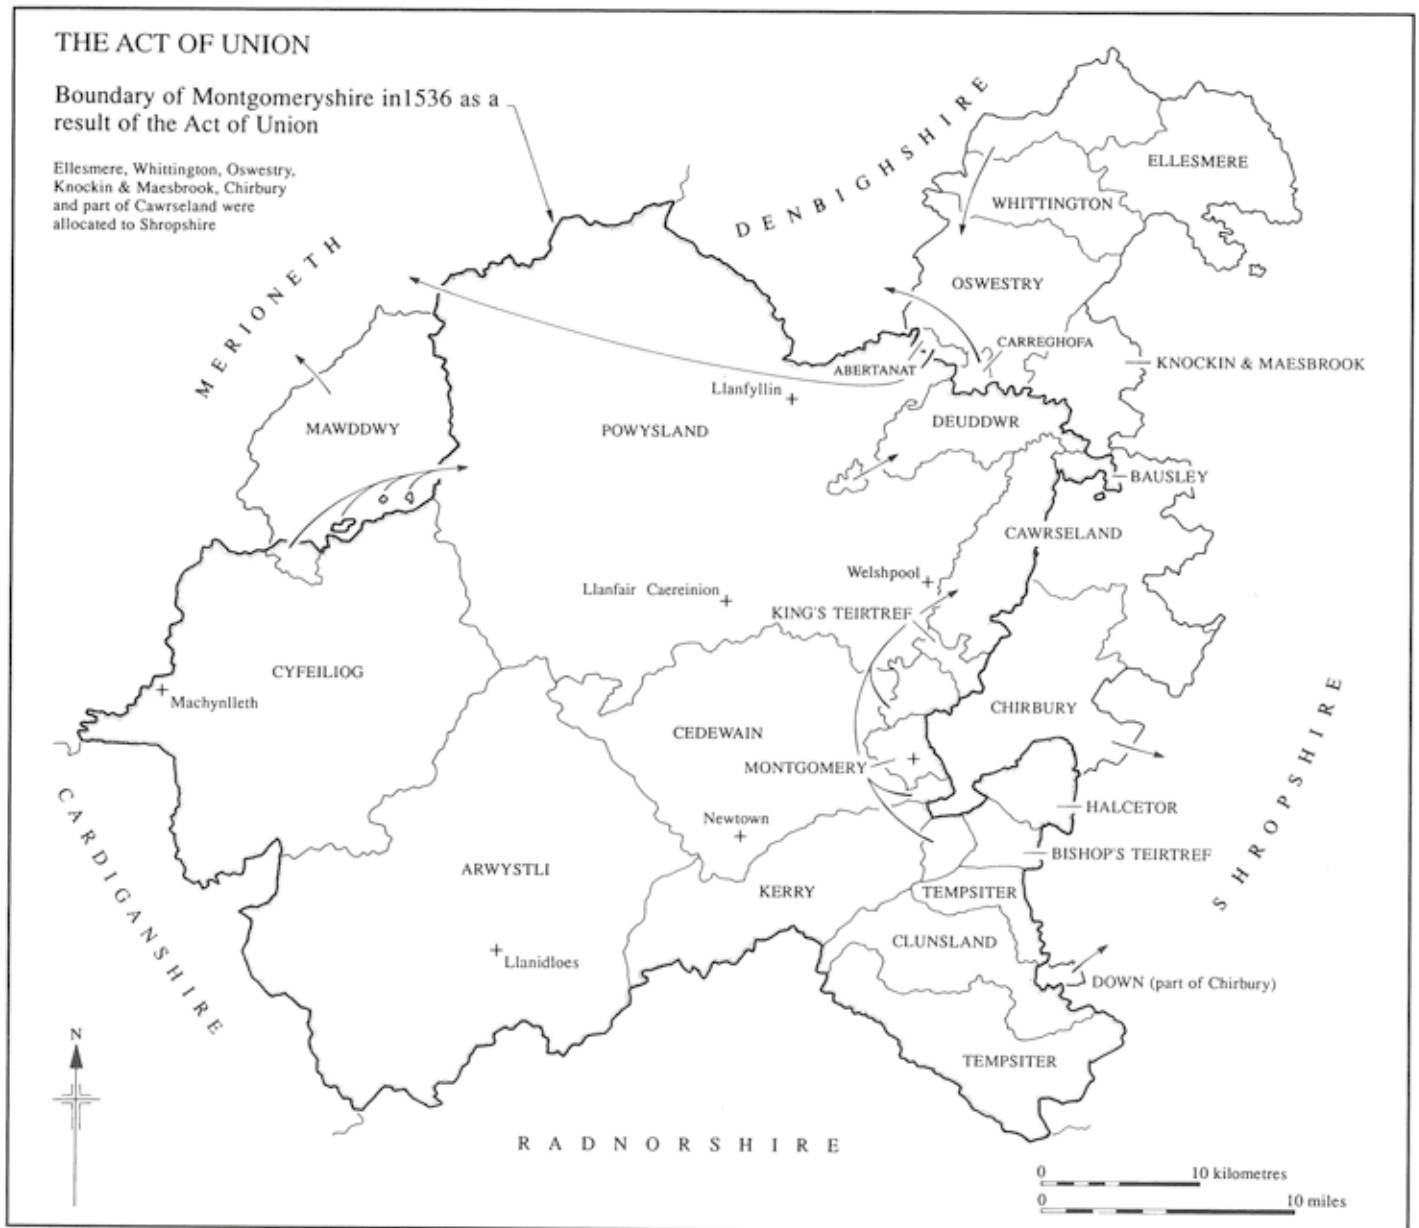 THE ACT OF UNION
Boundary of Montgomeryshire in1536 as a
result of the Act of Union
Ellesmere, Whittington, Oswestry,
Knockin & Maesbrook, Chirbury
and part of Cawrseland were
allocated to Shropshire
DENBIGHSHIRE
MERIONETH
ELLESMERE
WHITTINGTON
OSWESTRY
CARREGHOFA
KNOCKIN & MAESBROOK
ABERTANAT
Llanfyllin
MAWDDWY
POWYSLAND
DEUDDWR
BAUSLEY
CAWRSELAND
Welshpool
Llanfair Caereinion
KING'S TEIRTREF
CYFEILIOG
Machynlleth
CHIRBURY
CEDEWAIN
MONTGOMERY
HALCETOR
Newtown
BISHOP'S TEIRTREF
SHROPSHIRE
CARDIGANSHIRE
ARWYSTLI
KERRY
TEMPSITER
CLUNSLAND
Llanidloes
DOWN (part of Chirbury)
N
TEMPSITER
RADNORSHIRE
0 10 kilometres
0 10 miles